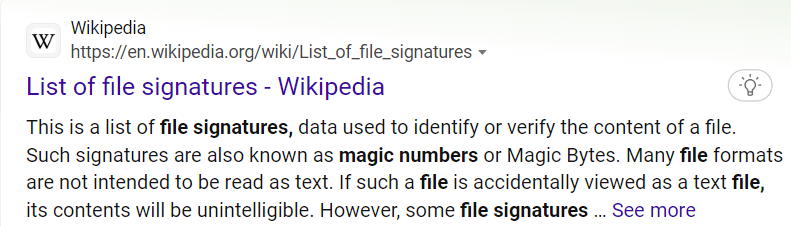 W
Wikipedia
https://en.wikipedia.org/wiki/List_of_file_signatures
List of file signatures - Wikipedia
This is a list of file signatures, data used to identify or verify the content of a file.
Such signatures are also known as magic numbers or Magic Bytes. Many file formats
are not intended to be read as text. If such a file is accidentally viewed as a text file,
its contents will be unintelligible. However, some file signatures ... See more